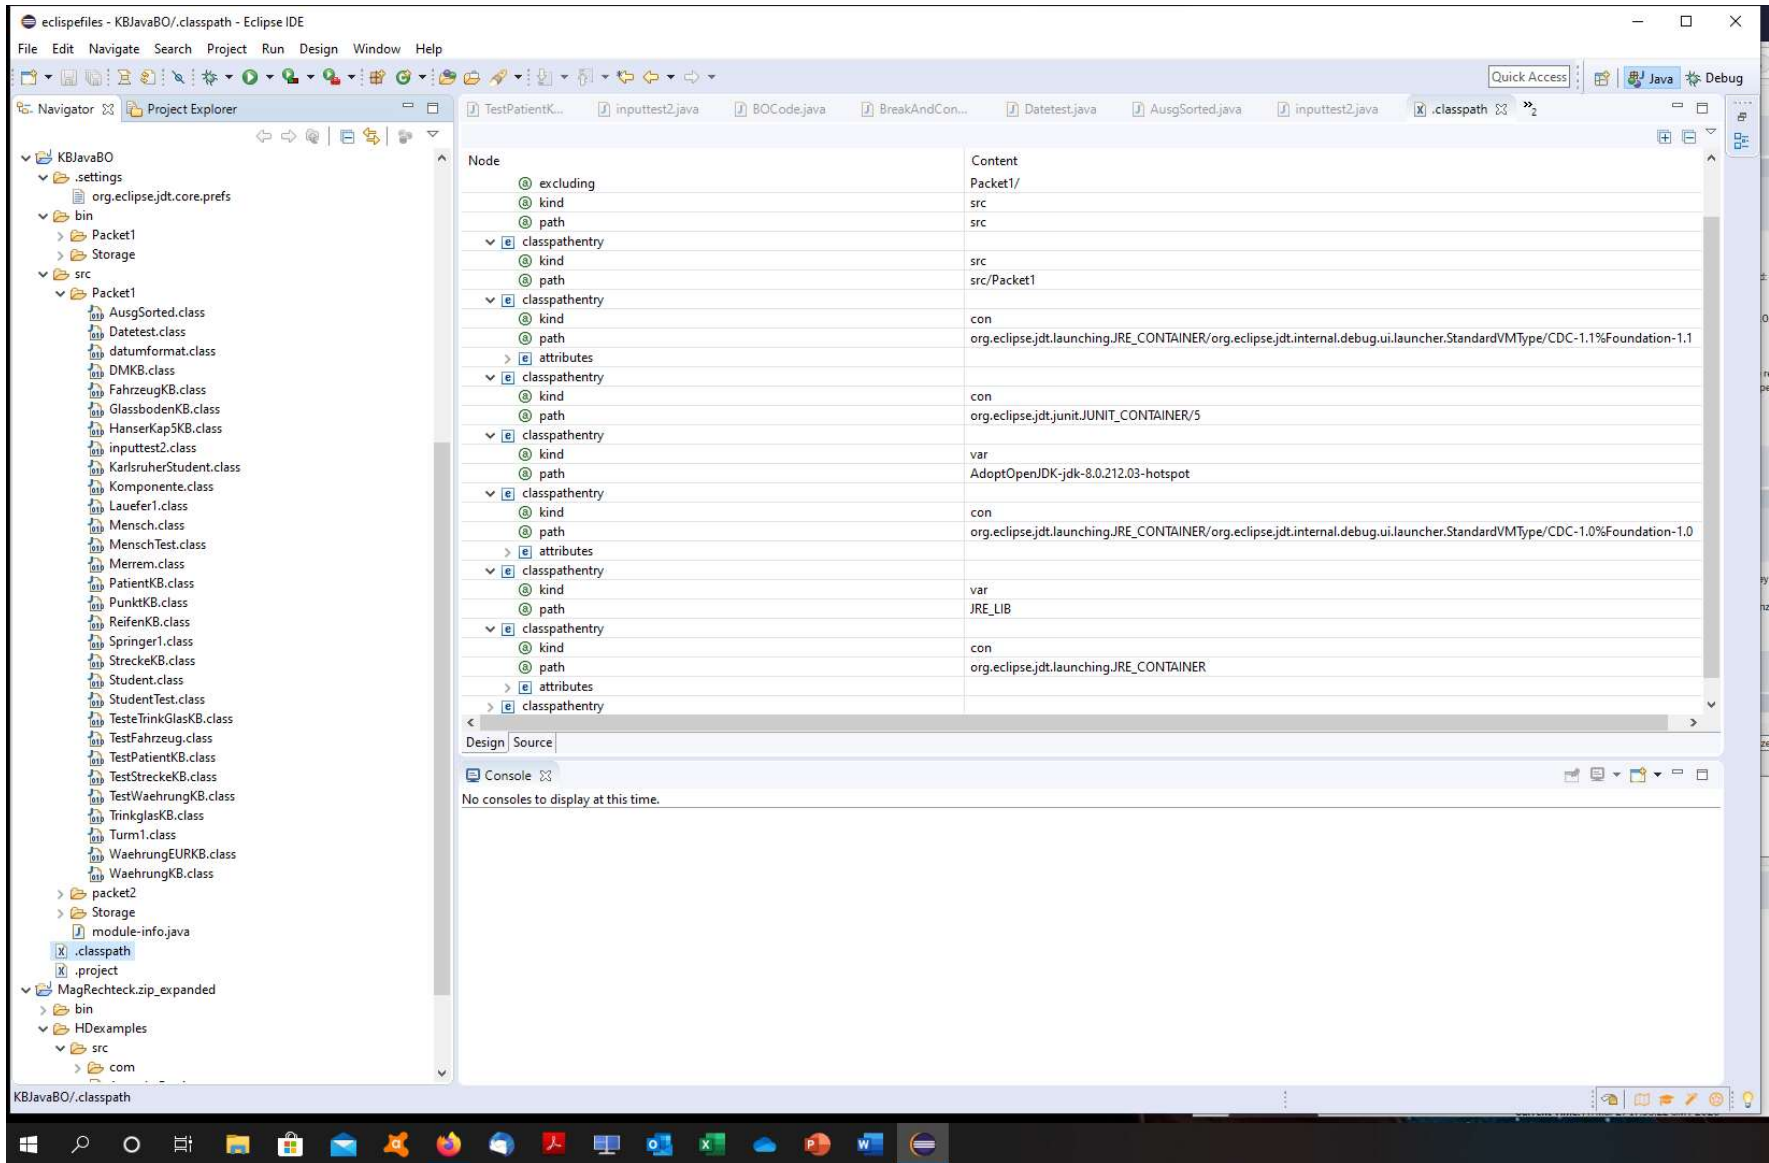 eclispefiles - KBJavaBO/.classpath - Eclipse IDE
File Edit Navigate Search Project Run Design Window Help
Quick Access
Java
Debug
Navigator
Project Explorer
TestPatientK...
inputtest2.java
BOCode.java
BreakAndCon...
Datetest.java
AusgSorted.java
inputtest2.java
.classpath
»2
KBJavaBO
.settings
org.eclipse.jdt.core.prefs
bin
Packet1
Storage
src
Packet1
AusgSorted.class
Datetest.class
datumformat.class
DMKB.class
FahrzeugKB.class
GlassbodenKB.class
HanserKap5KB.class
inputtest2.class
KarlsruherStudent.class
Komponente.class
Lauefer1.class
Mensch.class
MenschTest.class
Merrem.class
PatientKB.class
PunktKB.class
ReifenKB.class
Springer1.class
StreckeKB.class
Student.class
StudentTest.class
TesteTrinkGlasKB.class
TestFahrzeug.class
TestPatientKB.class
TestStreckeKB.class
TestWaehrungKB.class
TrinkglasKB.class
Turm1.class
WaehrungEURKB.class
WaehrungKB.class
packet2
Storage
module-info.java
.classpath
.project
MagRechteck.zip_expanded
bin
HDexamples
src
com
Node Content
excluding Packet1/
kind src
path src
classpathentry
kind src
path src/Packet1
classpathentry
kind con
path org.eclipse.jdt.launching.JRE_CONTAINER/org.eclipse.jdt.internal.debug.ui.launcher.StandardVMType/CDC-1.1%Foundation-1.1
attributes
classpathentry
kind con
path org.eclipse.jdt.junit.JUNIT_CONTAINER/5
classpathentry
kind var
path AdoptOpenJDK-jdk-8.0.212.03-hotspot
classpathentry
kind con
path org.eclipse.jdt.launching.JRE_CONTAINER/org.eclipse.jdt.internal.debug.ui.launcher.StandardVMType/CDC-1.0%Foundation-1.0
attributes
classpathentry
kind var
path JRE_LIB
classpathentry
kind con
path org.eclipse.jdt.launching.JRE_CONTAINER
attributes
classpathentry
Design Source
Console
No consoles to display at this time.
KBJavaBO/.classpath